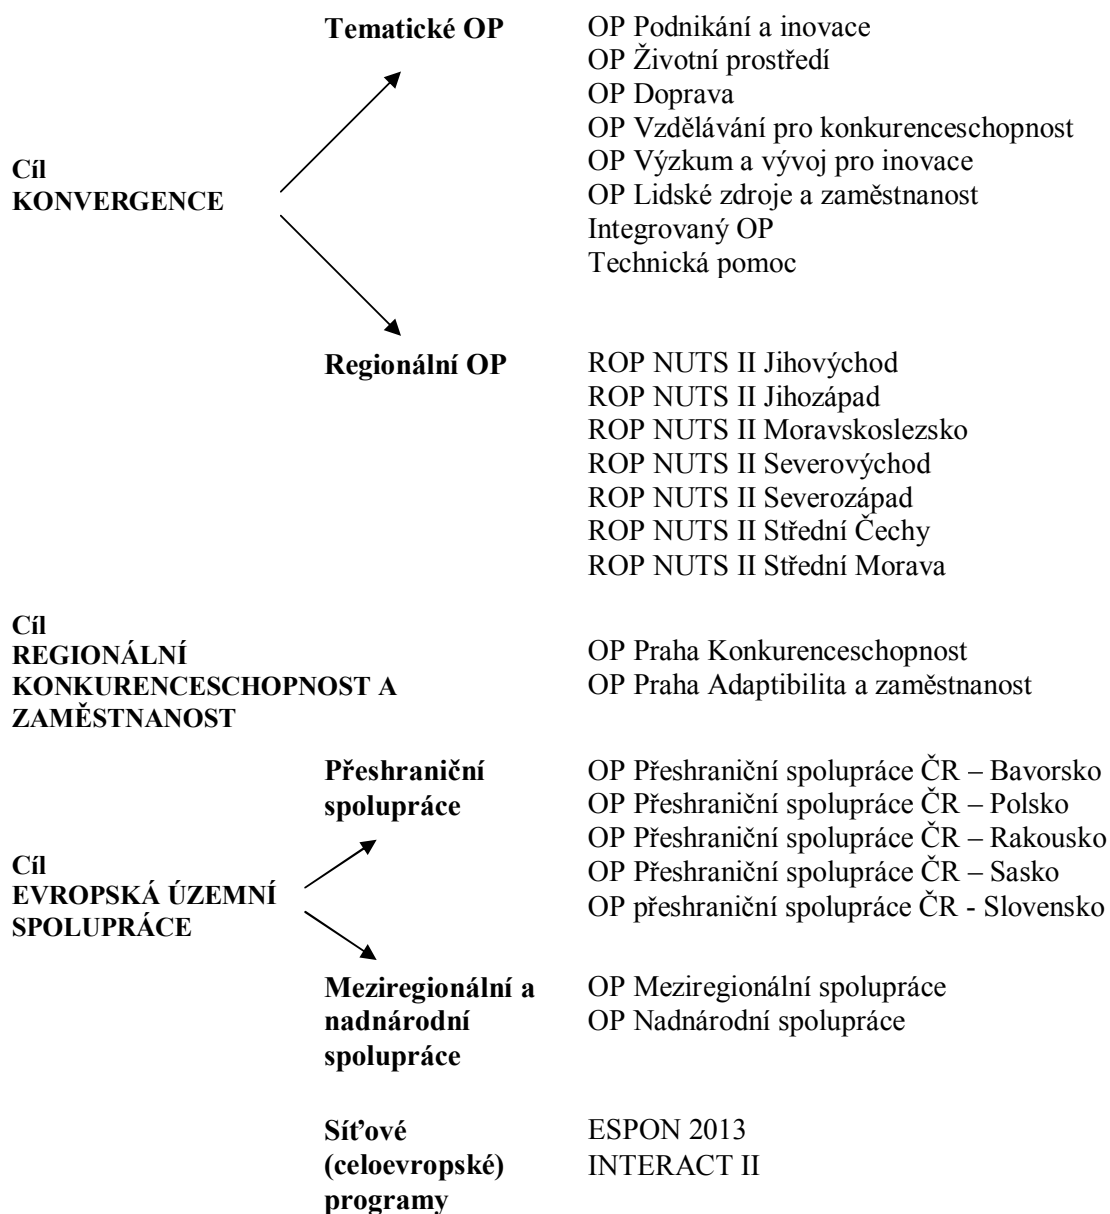 Tematické OP
OP Podnikání a inovace
OP Životní prostředí
OP Doprava
OP Vzdělávání pro konkurenceschopnost
OP Výzkum a vývoj pro inovace
OP Lidské zdroje a zaměstnanost
Integrovaný OP
Technická pomoc
Cíl
KONVERGENCE
Regionální OP
ROP NUTS II Jihovýchod
ROP NUTS II Jihozápad
ROP NUTS II Moravskoslezsko
ROP NUTS II Severovýchod
ROP NUTS II Severozápad
ROP NUTS II Střední Čechy
ROP NUTS II Střední Morava
Cíl
REGIONÁLNÍ
KONKURENCESCHOPNOST A
ZAMĚSTNANOST
OP Praha Konkurenceschopnost
OP Praha Adaptibilita a zaměstnanost
Přeshraniční
spolupráce
OP Přeshraniční spolupráce ČR – Bavorsko
OP Přeshraniční spolupráce ČR – Polsko
OP Přeshraniční spolupráce ČR – Rakousko
OP Přeshraniční spolupráce ČR – Sasko
OP přeshraniční spolupráce ČR - Slovensko
Cíl
EVROPSKÁ ÚZEMNÍ
SPOLUPRÁCE
Meziregionální a
nadnárodní
spolupráce
OP Meziregionální spolupráce
OP Nadnárodní spolupráce
Síťové
(celoevropské)
programy
ESPON 2013
INTERACT II